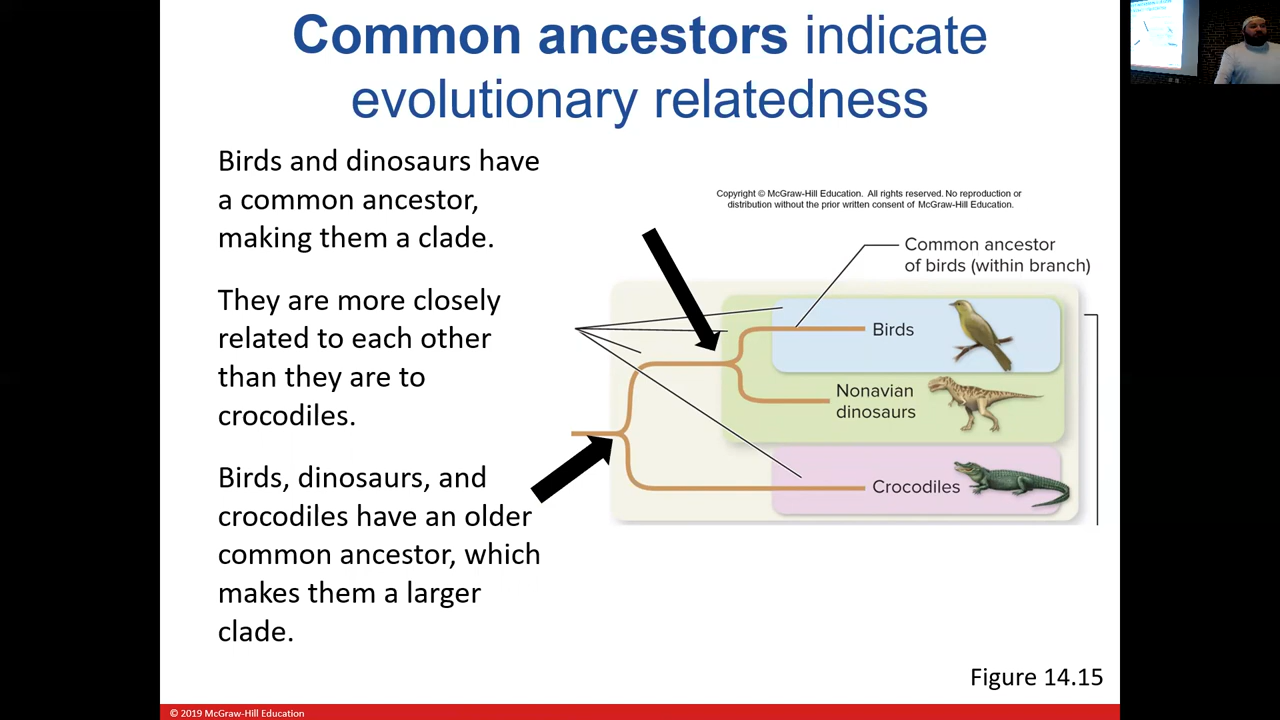 Common ancestors indicate
evolutionary relatedness
Birds and dinosaurs have
a common ancestor,
making them a clade.
They are more closely
related to each other
than they are to
crocodiles.
Birds, dinosaurs, and
crocodiles have an older
common ancestor, which
makes them a larger
clade.
Copyright © McGraw-Hill Education. All rights reserved. No reproduction or
distribution without the prior written consent of McGraw-Hill Education.
Common ancestor
of birds (within branch)
Birds
Nonavian
dinosaurs
Crocodiles
Figure 14.15
© 2019 McGraw-Hill Education